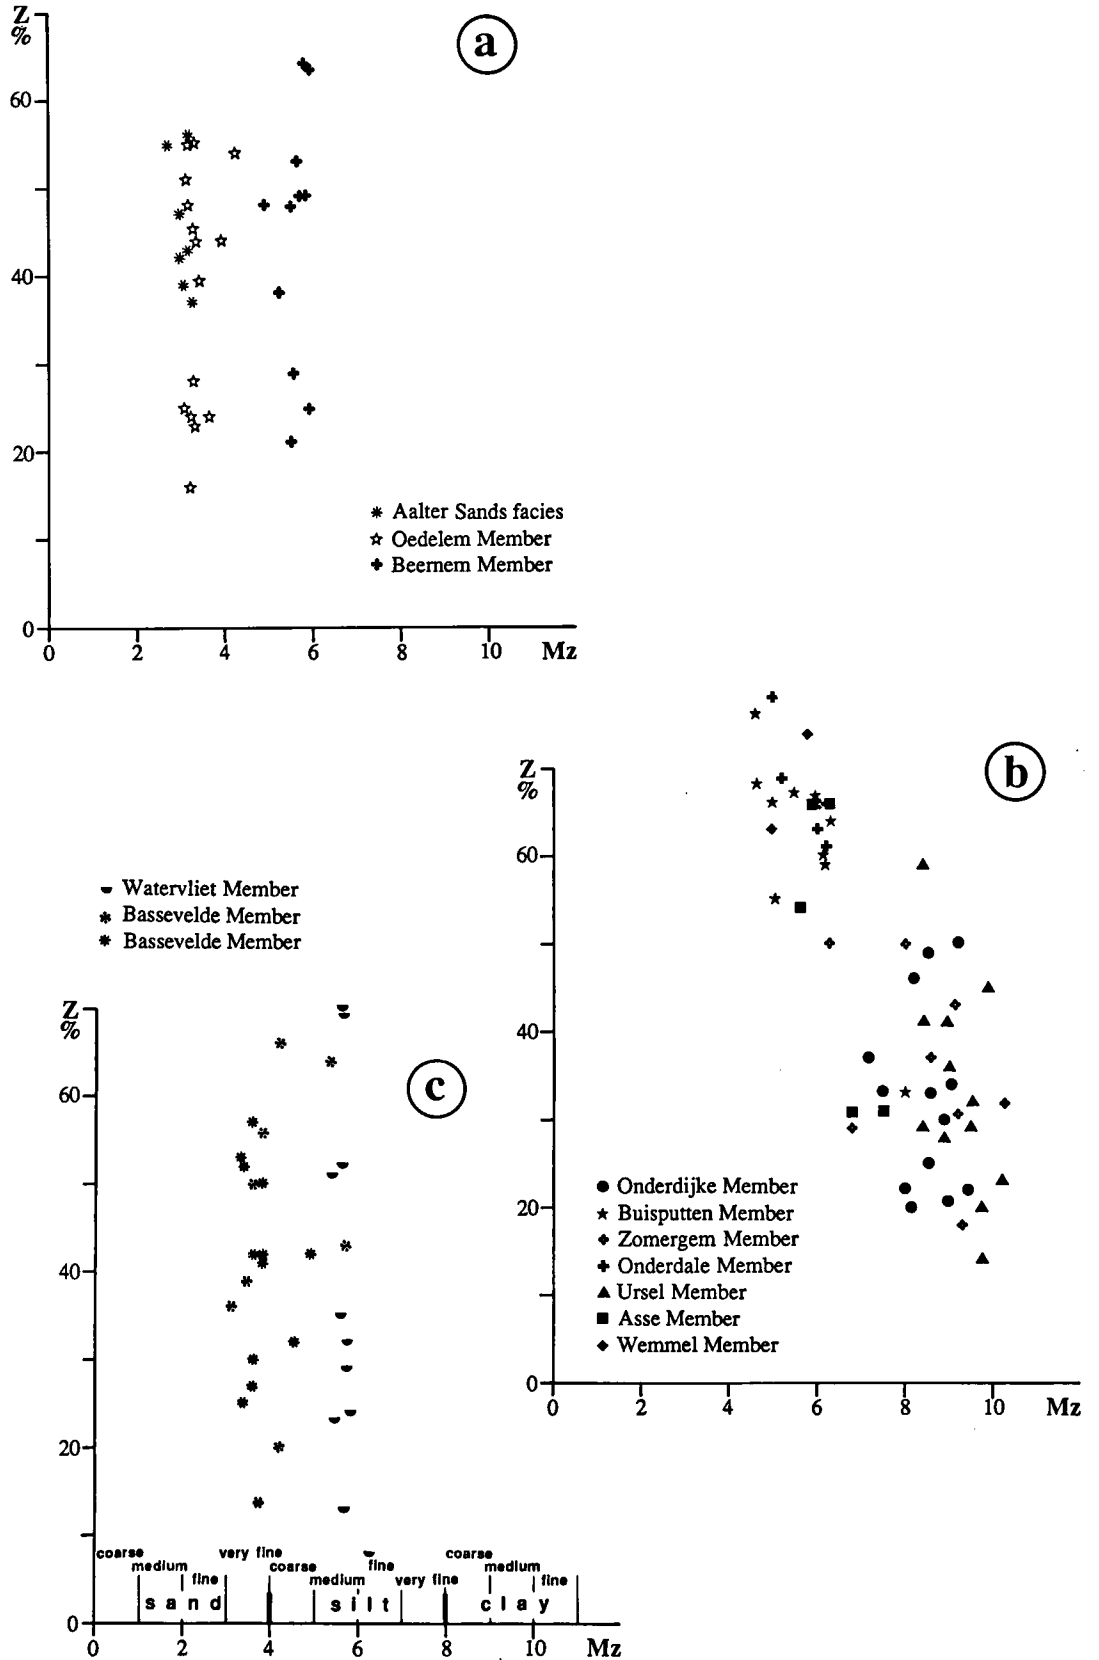 Z
%
a
60
40
20
0
Aalter Sands facies
Oedelem Member
Beernem Member
0 2 4 6 8 10 Mz
Z
%
b
60
40
20
0
Onderdijke Member
Buisputten Member
Zomergem Member
Onderdale Member
Ursel Member
Asse Member
Wemmel Member
0 2 4 6 8 10 Mz
Watervliet Member
Bassevelde Member
Bassevelde Member
Z
%
c
60
40
20
0
coarse very fine coarse
medium fine coarse medium fine very fine medium fine
sand silt clay
0 2 4 6 8 10 Mz